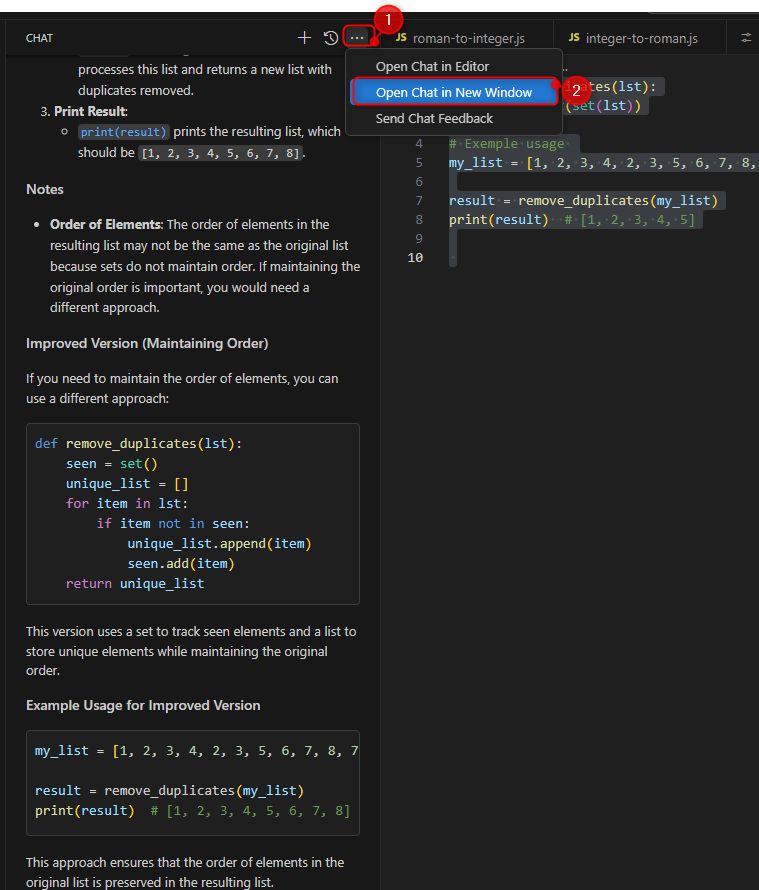 CHAT
1
JS roman-to-integer.js
JS integer-to-roman.js
Open Chat in Editor
Open Chat in New Window
2
Send Chat Feedback
processes this list and returns a new list with
duplicates removed.
3. Print Result:
print(result) prints the resulting list, which
should be [1, 2, 3, 4, 5, 6, 7, 8].
Notes
Order of Elements: The order of elements in the
resulting list may not be the same as the original list
because sets do not maintain order. If maintaining the
original order is important, you would need a
different approach.
Improved Version (Maintaining Order)
If you need to maintain the order of elements, you can
use a different approach:
def remove_duplicates(lst):
    seen = set()
    unique_list = []
    for item in lst:
        if item not in seen:
            unique_list.append(item)
            seen.add(item)
    return unique_list
This version uses a set to track seen elements and a list to
store unique elements while maintaining the original
order.
Example Usage for Improved Version
my_list = [1, 2, 3, 4, 2, 3, 5, 6, 7, 8, 7
result = remove_duplicates(my_list)
print(result)  # [1, 2, 3, 4, 5, 6, 7, 8]
This approach ensures that the order of elements in the
original list is preserved in the resulting list.
icates(lst):
(set(lst))
4 # Exemple usage
5 my_list = [1, 2, 3, 4, 2, 3, 5, 6, 7, 8,
6
7 result = remove_duplicates(my_list)
8 print(result)  # [1, 2, 3, 4, 5]
9
10